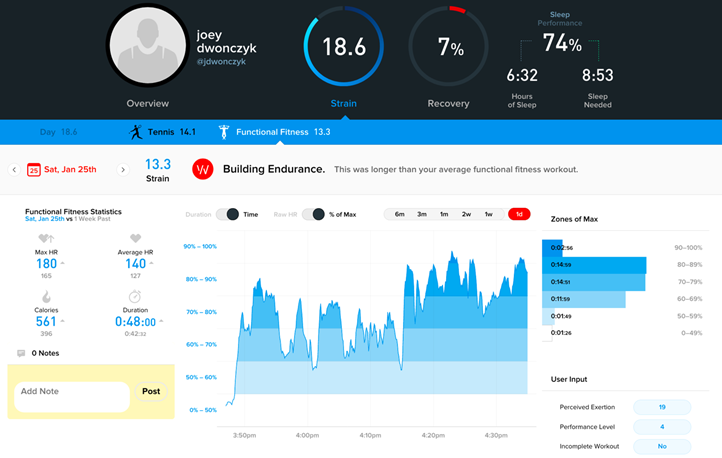 joey
dwonczyk
@jdwonczyk
Overview
18.6
Strain
7%
Recovery
Sleep
Performance
74%
6:32
8:53
Hours
of Sleep
Sleep
Needed
Day 18.6
Tennis 14.1
Functional Fitness 13.3
25
Sat, Jan 25th
13.3
Strain
W
Building Endurance.
This was longer than your average functional fitness workout.
Functional Fitness Statistics
Sat, Jan 25th vs 1 Week Past
Max HR
180
165
Average HR
140
127
Calories
561
396
Duration
0:48:00
0:42:32
0 Notes
Add Note
Post
Duration
Time
Raw HR
% of Max
6m
3m
1m
2w
1w
1d
90% – 100%
80% – 90%
70% – 80%
60% – 70%
50% – 60%
0% – 50%
3:50pm
4:00pm
4:10pm
4:20pm
4:30pm
Zones of Max
0:02:56 90–100%
0:14:59 80–89%
0:14:51 70–79%
0:11:59 60–69%
0:01:49 50–59%
0:01:26 0–49%
User Input
Perceived Exertion 19
Performance Level 4
Incomplete Workout No